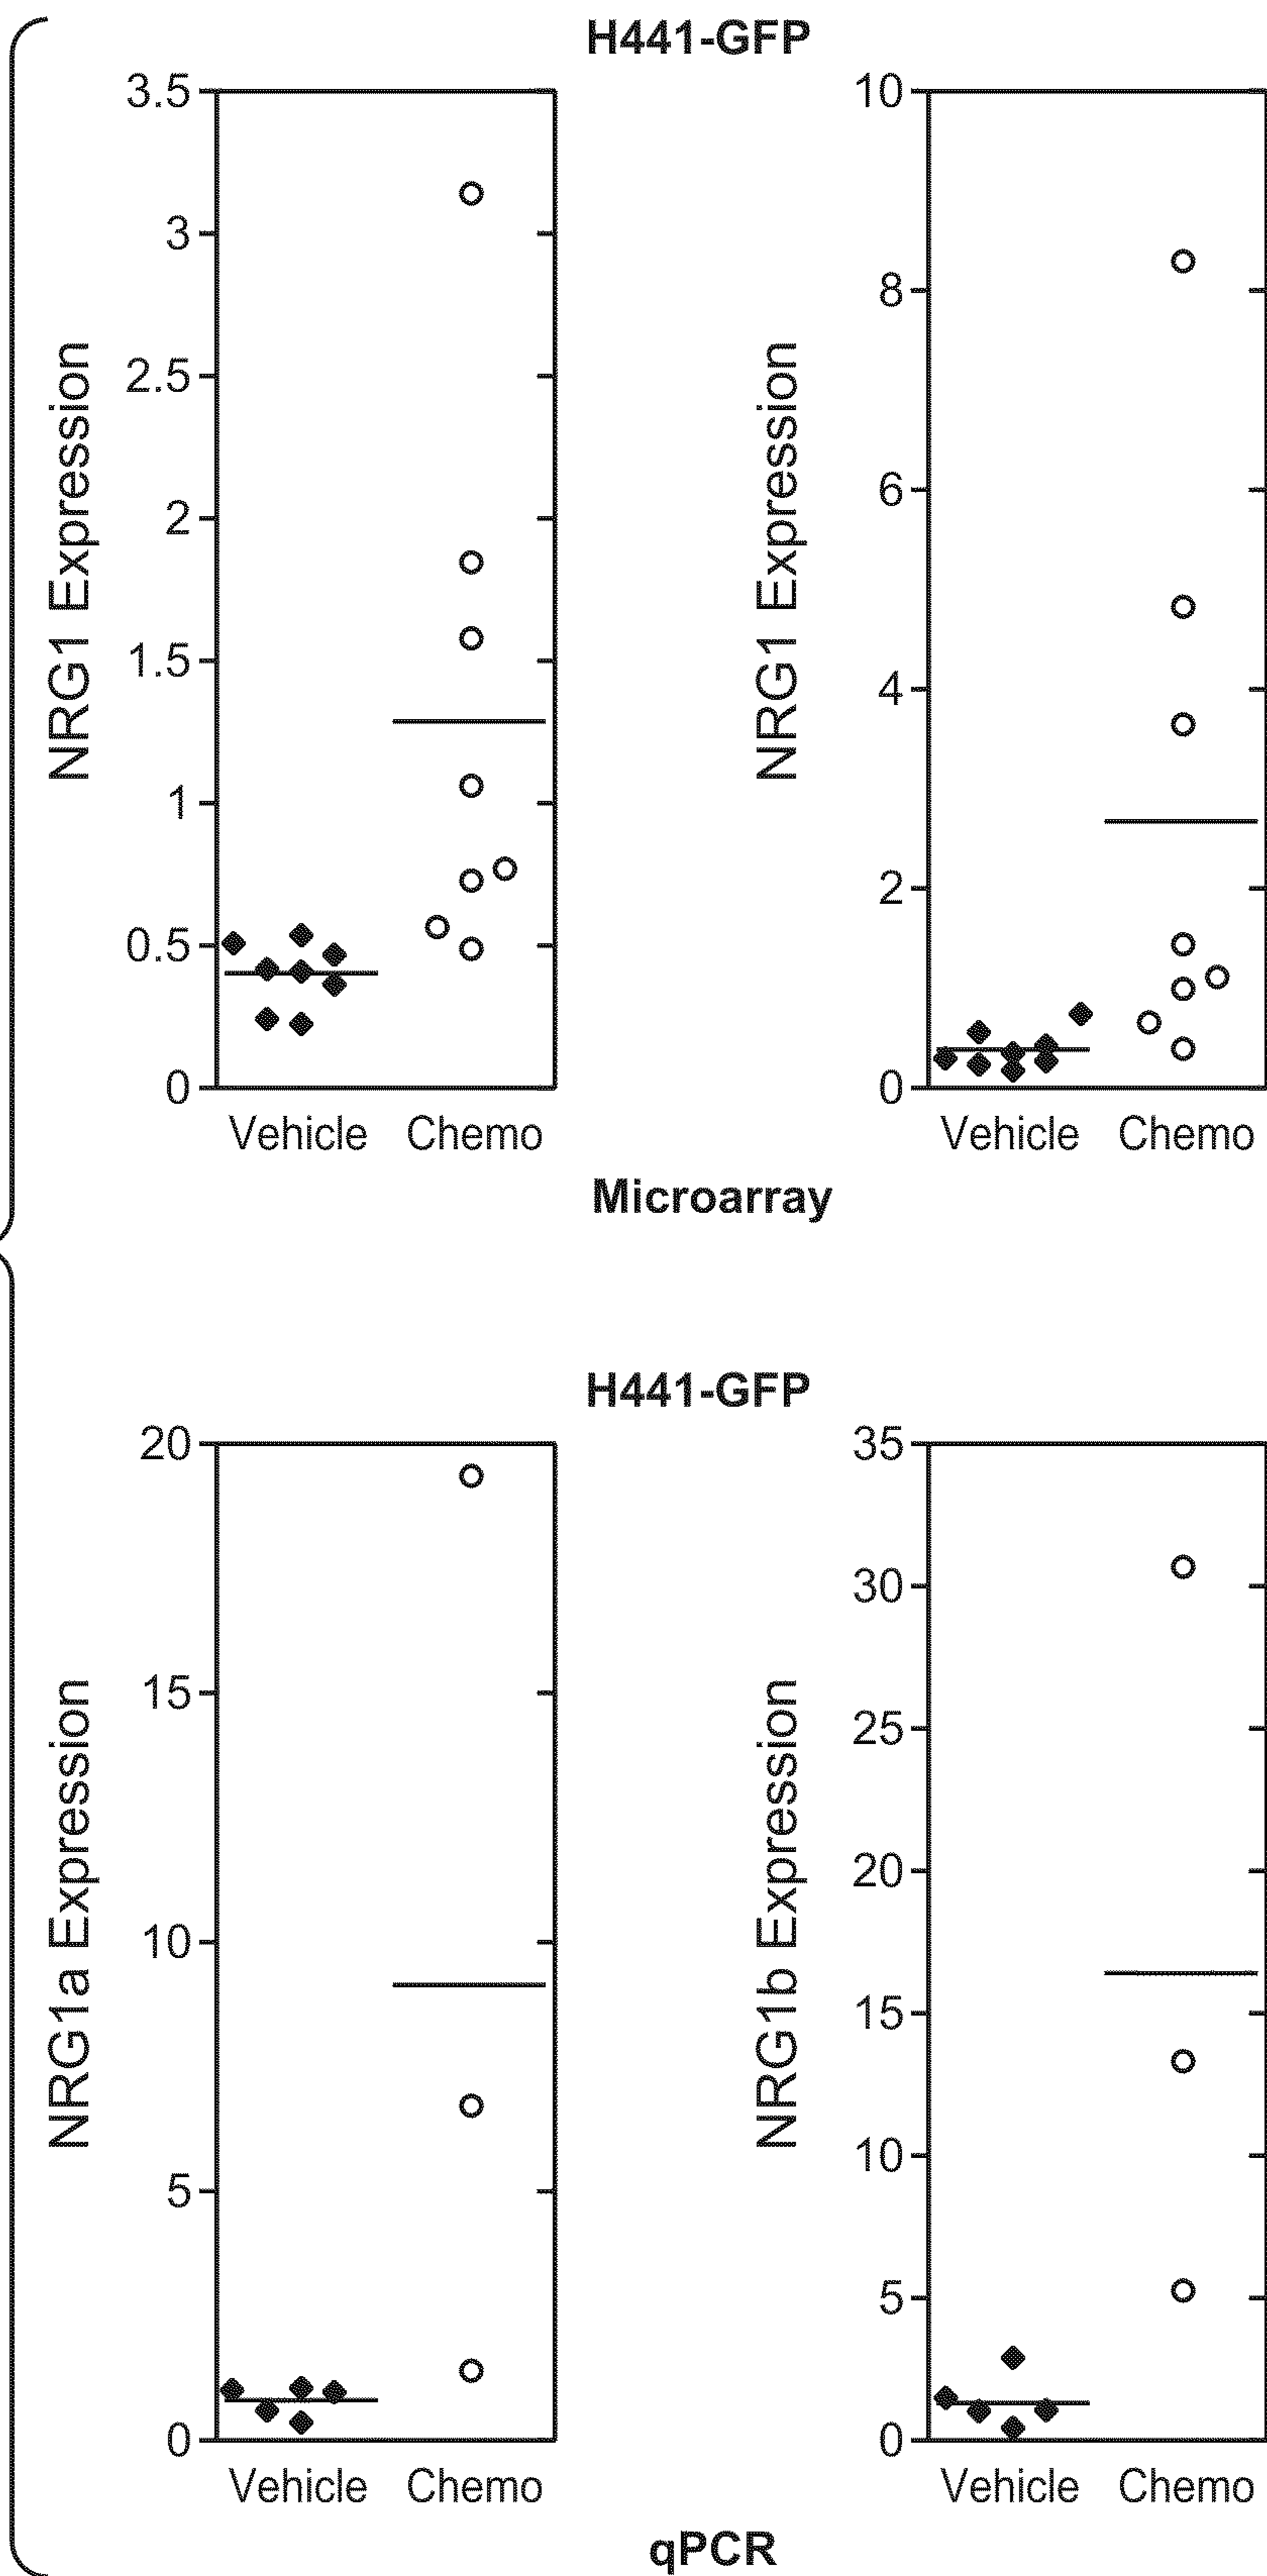 H441-GFP
NRG1 Expression
3.5
3
2.5
2
1.5
1
0.5
0
Vehicle Chemo
NRG1 Expression
10
8
6
4
2
0
Vehicle Chemo
Microarray
H441-GFP
NRG1a Expression
20
15
10
5
0
Vehicle Chemo
NRG1b Expression
35
30
25
20
15
10
5
0
Vehicle Chemo
qPCR